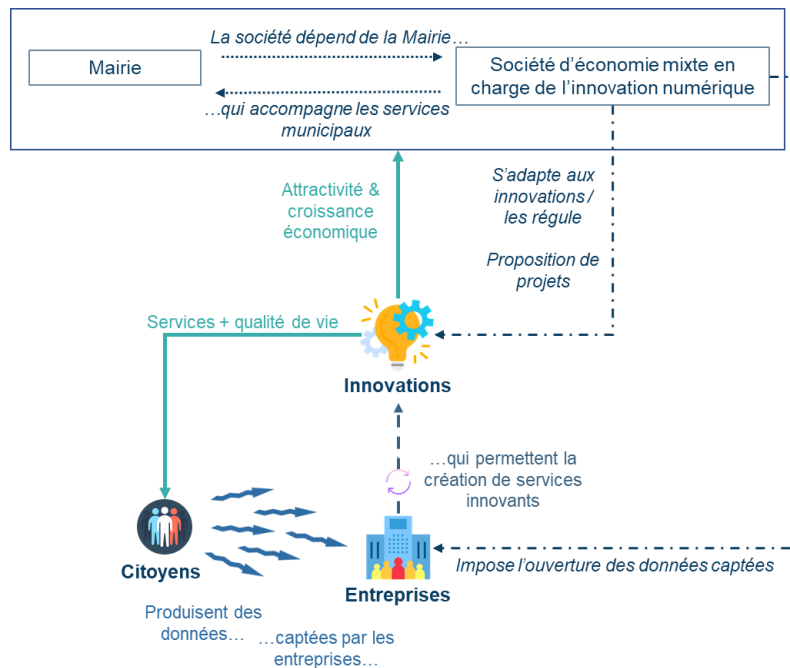 La société dépend de la Mairie…
Mairie
Société d’économie mixte en
charge de l’innovation numérique
…qui accompagne les services
municipaux
Attractivité &
croissance
économique
S’adapte aux
innovations /
les régule
Proposition de
projets
Services + qualité de vie
Innovations
…qui permettent la
création de services
innovants
Citoyens
Entreprises
Impose l’ouverture des données captées
Produisent des
données…
…captées par les
entreprises…